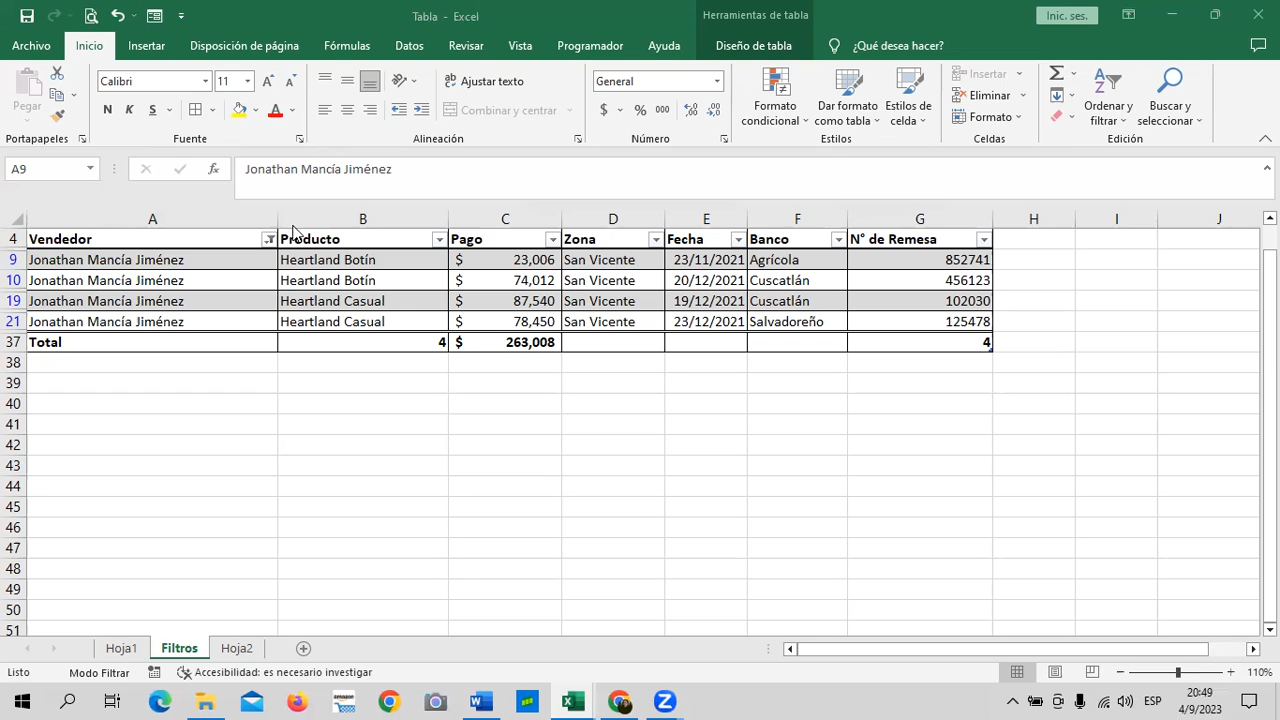 Tabla - Excel
Herramientas de tabla
Inic. ses.
Archivo Inicio Insertar Disposición de página Fórmulas Datos Revisar Vista Programador Ayuda Diseño de tabla ¿Qué desea hacer?
Pegar
Calibri 11
Ajustar texto
General
Formato condicional
Dar formato como tabla
Estilos de celda
Insertar
Eliminar
Formato
Ordenar y filtrar
Buscar y seleccionar
N K S
Combinar y centrar
$ % 000
Portapapeles Fuente Alineación Número Estilos Celdas Edición
A9 fx Jonathan Mancía Jiménez
A B C D E F G H I J
4 Vendedor Producto Pago Zona Fecha Banco N° de Remesa
9 Jonathan Mancía Jiménez Heartland Botín $ 23,006 San Vicente 23/11/2021 Agrícola 852741
10 Jonathan Mancía Jiménez Heartland Botín $ 74,012 San Vicente 20/12/2021 Cuscatlán 456123
19 Jonathan Mancía Jiménez Heartland Casual $ 87,540 San Vicente 19/12/2021 Cuscatlán 102030
21 Jonathan Mancía Jiménez Heartland Casual $ 78,450 San Vicente 23/12/2021 Salvadoreño 125478
37 Total 4 $ 263,008 4
38
39
40
41
42
43
44
45
46
47
48
49
50
51
Hoja1 Filtros Hoja2
Listo Modo Filtrar Accesibilidad: es necesario investigar 110%
ESP
20:49
4/9/2023